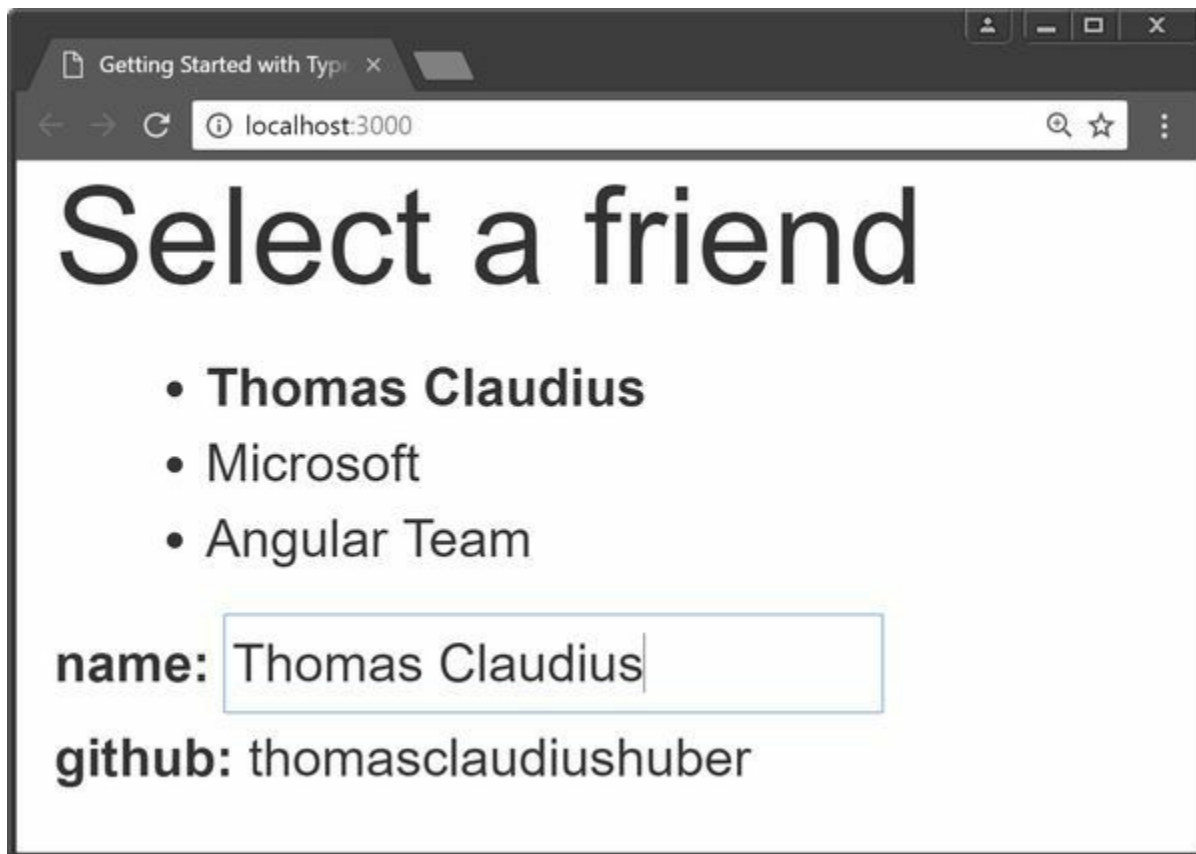 Getting Started with Typ
localhost:3000
Select a friend
Thomas Claudius
Microsoft
Angular Team
name: Thomas Claudius
github: thomasclaudiushuber